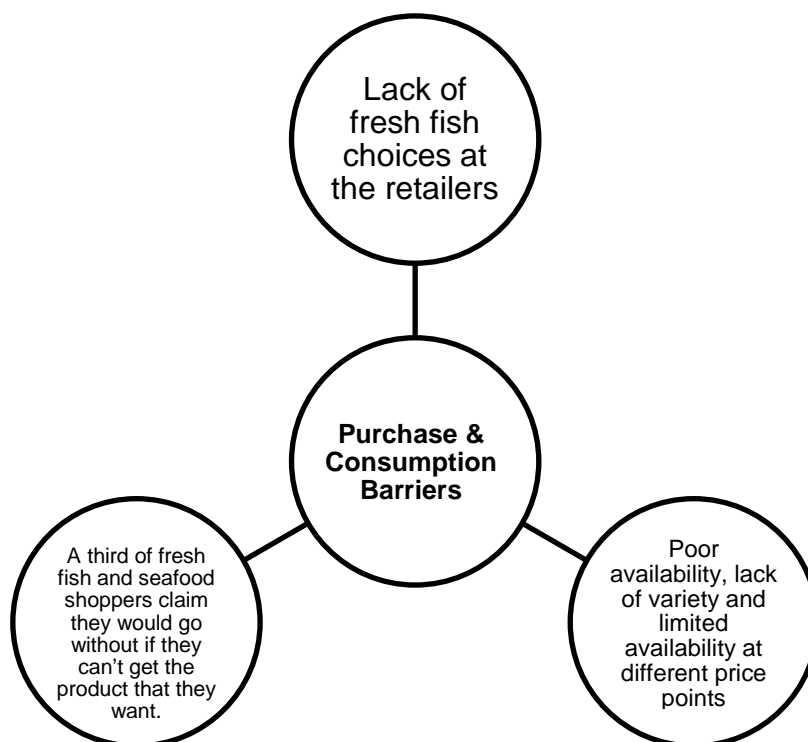 Lack of
fresh fish
choices at
the retailers
Purchase &
Consumption
Barriers
A third of fresh
fish and seafood
shoppers claim
they would go
without if they
can’t get the
product that they
want.
Poor
availability, lack
of variety and
limited
availability at
different price
points